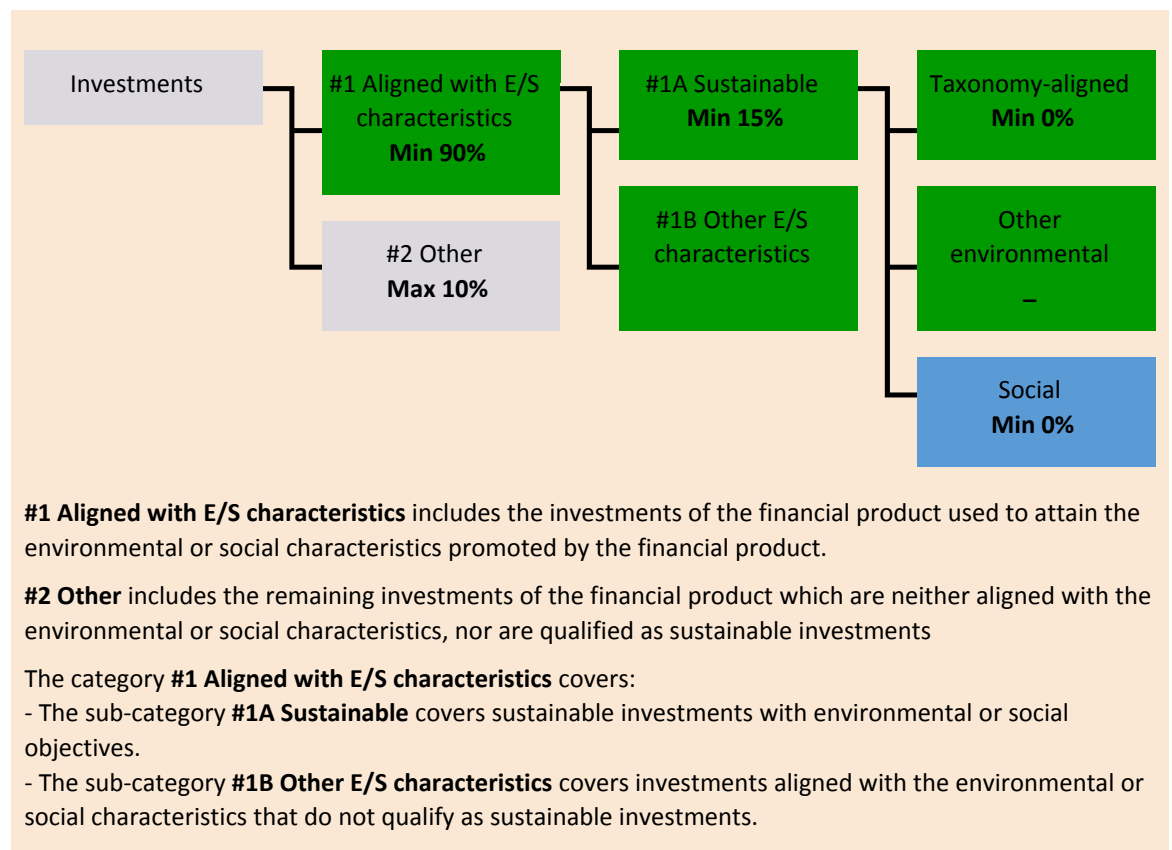 Investments
#1 Aligned with E/S
characteristics
Min 90%
#2 Other
Max 10%
#1A Sustainable
Min 15%
#1B Other E/S
characteristics
Taxonomy-aligned
Min 0%
Other
environmental
–
Social
Min 0%
#1 Aligned with E/S characteristics includes the investments of the financial product used to attain the
environmental or social characteristics promoted by the financial product.
#2 Other includes the remaining investments of the financial product which are neither aligned with the
environmental or social characteristics, nor are qualified as sustainable investments
The category #1 Aligned with E/S characteristics covers:
- The sub-category #1A Sustainable covers sustainable investments with environmental or social
objectives.
- The sub-category #1B Other E/S characteristics covers investments aligned with the environmental or
social characteristics that do not qualify as sustainable investments.